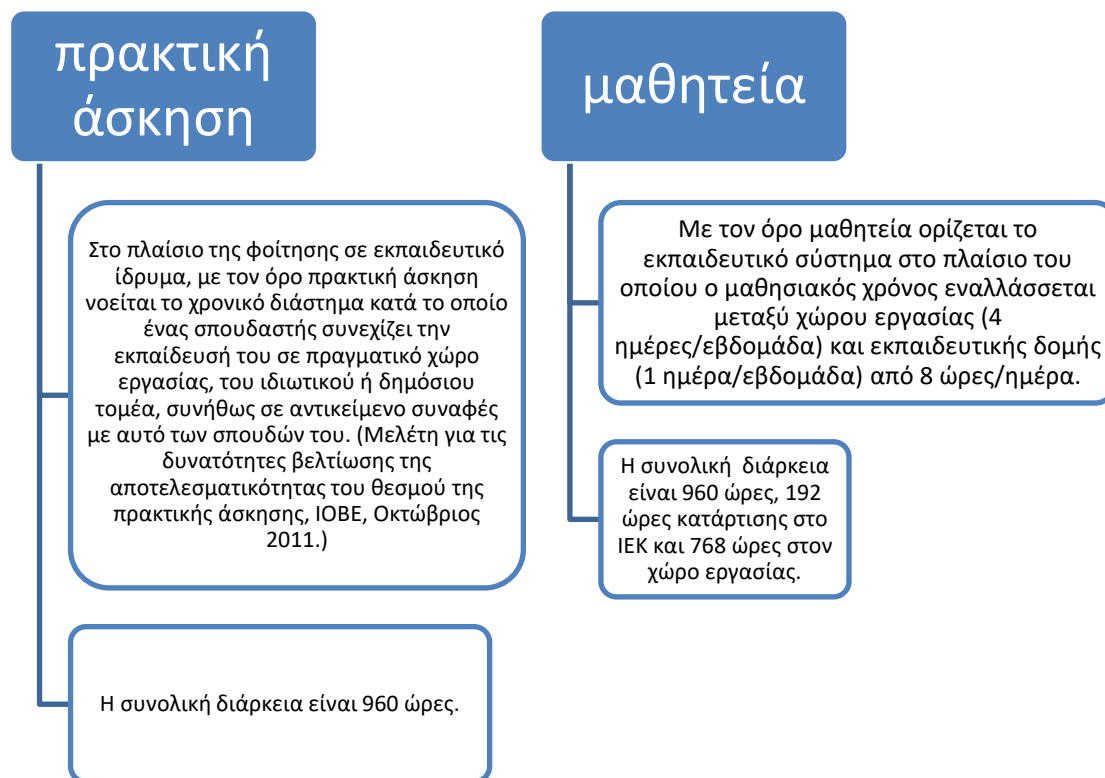 πρακτική
άσκηση
Στο πλαίσιο της φοίτησης σε εκπαιδευτικό
ίδρυμα, με τον όρο πρακτική άσκηση
νοείται το χρονικό διάστημα κατά το οποίο
ένας σπουδαστής συνεχίζει την
εκπαίδευσή του σε πραγματικό χώρο
εργασίας, του ιδιωτικού ή δημόσιου
τομέα, συνήθως σε αντικείμενο συναφές
με αυτό των σπουδών του. (Μελέτη για τις
δυνατότητες βελτίωσης της
αποτελεσματικότητας του θεσμού της
πρακτικής άσκησης, ΙΟΒΕ, Οκτώβριος
2011.)
Η συνολική διάρκεια είναι 960 ώρες.
μαθητεία
Με τον όρο μαθητεία ορίζεται το
εκπαιδευτικό σύστημα στο πλαίσιο του
οποίου ο μαθησιακός χρόνος εναλλάσσεται
μεταξύ χώρου εργασίας (4
ημέρες/εβδομάδα) και εκπαιδευτικής δομής
(1 ημέρα/εβδομάδα) από 8 ώρες/ημέρα.
Η συνολική διάρκεια
είναι 960 ώρες, 192
ώρες κατάρτισης στο
ΙΕΚ και 768 ώρες στον
χώρο εργασίας.